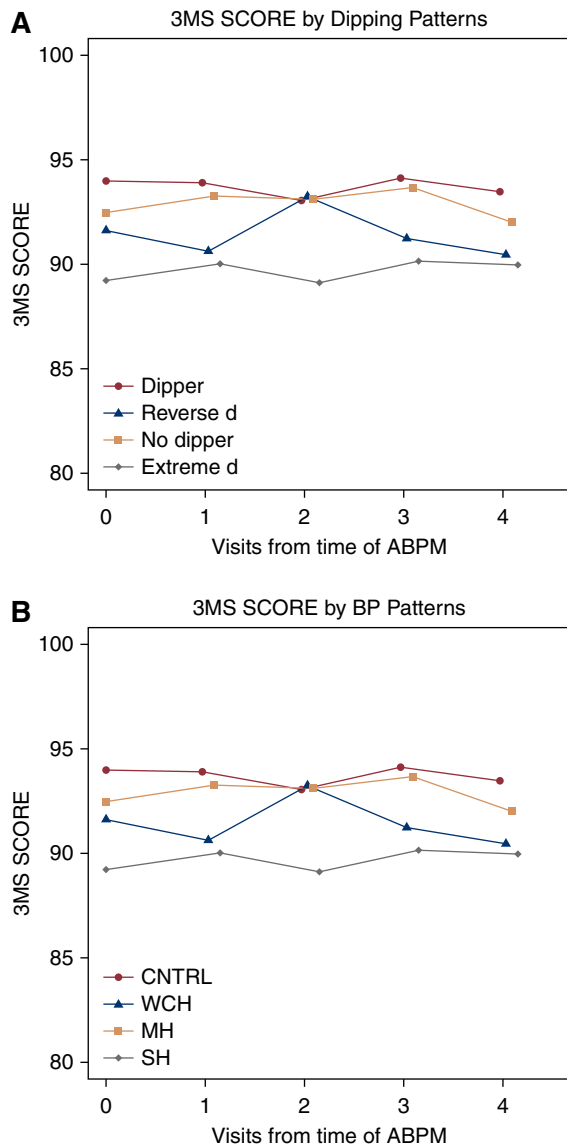 A
3MS SCORE by Dipping Patterns
100
95
90
85
80
3MS SCORE
Dipper
Reverse d
No dipper
Extreme d
0 1 2 3 4
Visits from time of ABPM
B
3MS SCORE by BP Patterns
100
95
90
85
80
3MS SCORE
CNTRL
WCH
MH
SH
0 1 2 3 4
Visits from time of ABPM